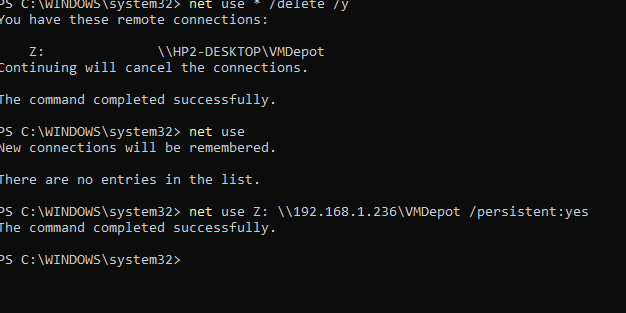 PS C:\WINDOWS\system32> net use * /delete /y
You have these remote connections:
Z: \\HP2-DESKTOP\VMDepot
Continuing will cancel the connections.
The command completed successfully.
PS C:\WINDOWS\system32> net use
New connections will be remembered.
There are no entries in the list.
PS C:\WINDOWS\system32> net use Z: \\192.168.1.236\VMDepot /persistent:yes
The command completed successfully.
PS C:\WINDOWS\system32>